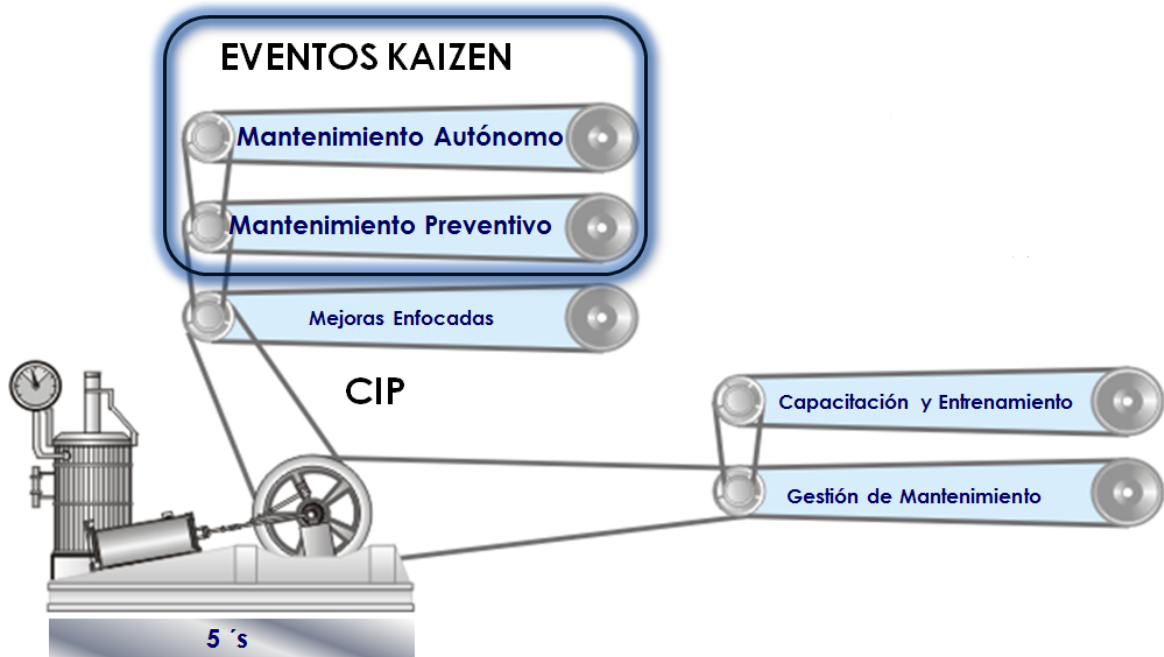 EVENTOS KAIZEN
Mantenimiento Autónomo
Mantenimiento Preventivo
Mejoras Enfocadas
CIP
Capacitación y Entrenamiento
Gestión de Mantenimiento
5 ´s